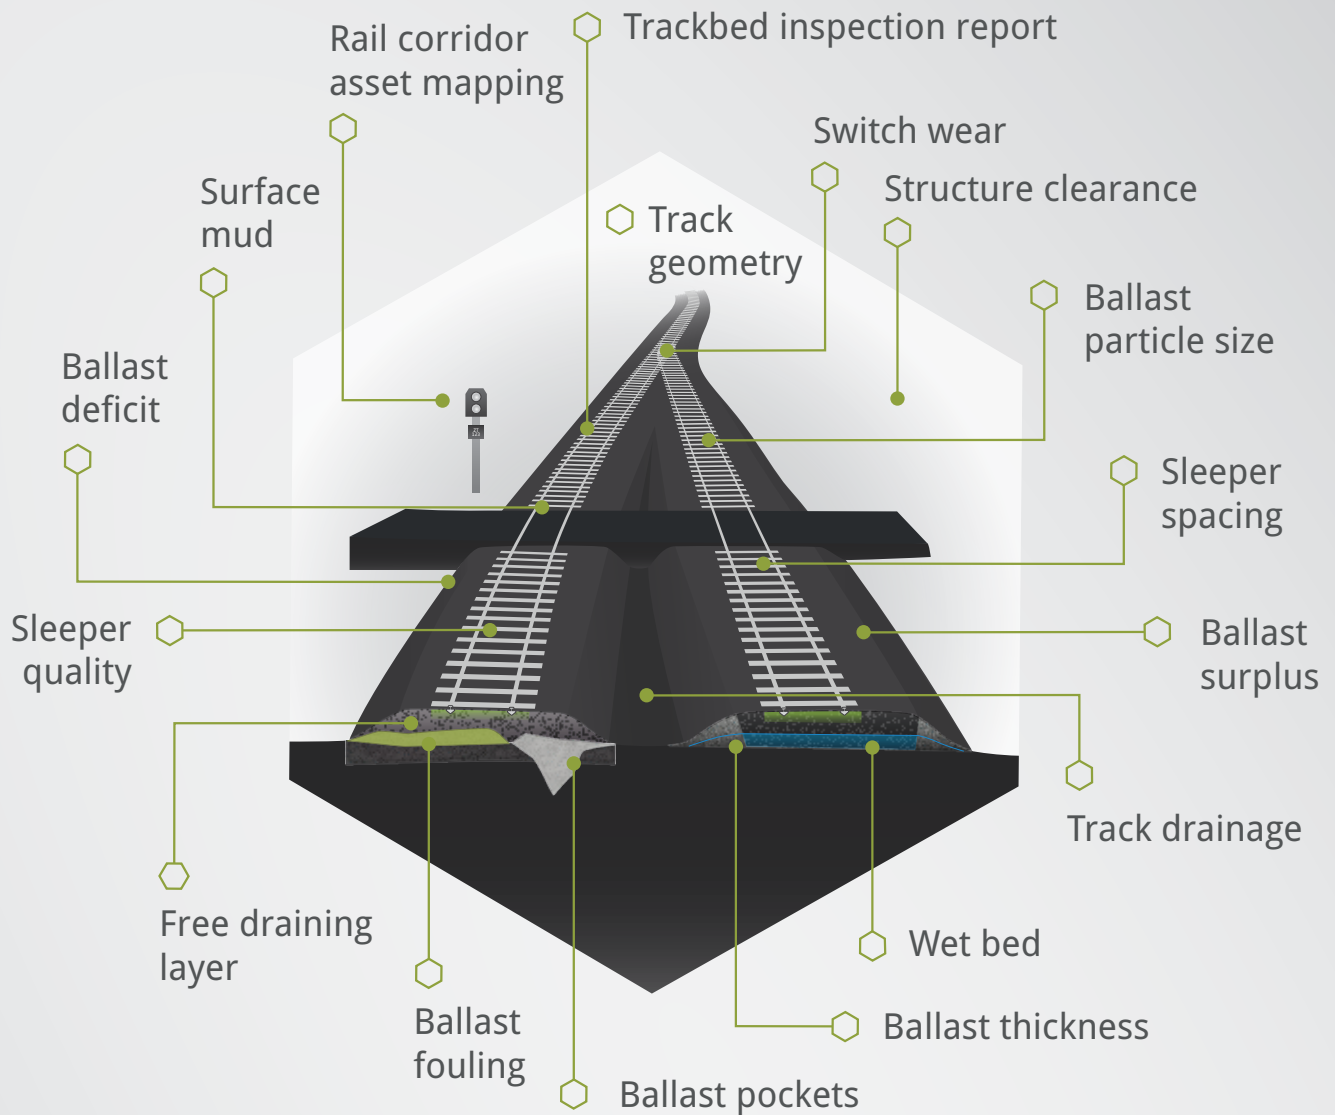 Trackbed inspection report
Rail corridor
asset mapping
Switch wear
Surface
mud
Structure clearance
Track
geometry
Ballast
particle size
Ballast
deficit
Sleeper
spacing
Sleeper
quality
Ballast
surplus
Track drainage
Free draining
layer
Wet bed
Ballast
fouling
Ballast thickness
Ballast pockets